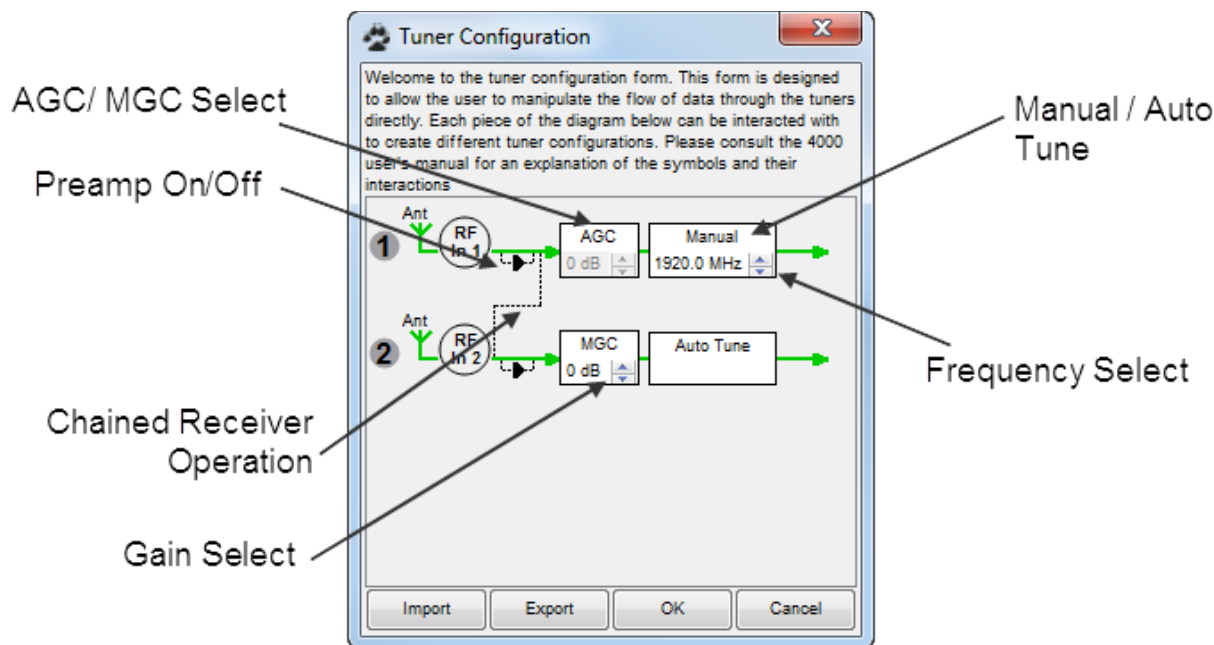 Tuner Configuration
Welcome to the tuner configuration form. This form is designed
to allow the user to manipulate the flow of data through the tuners
directly. Each piece of the diagram below can be interacted with
to create different tuner configurations. Please consult the 4000
user's manual for an explanation of the symbols and their
interactions
AGC/ MGC Select
Preamp On/Off
Manual / Auto
Tune
Ant
1
RF
In 1
AGC
0 dB
Manual
1920.0 MHz
Ant
2
RF
In 2
MGC
0 dB
Auto Tune
Frequency Select
Chained Receiver
Operation
Gain Select
Import
Export
OK
Cancel